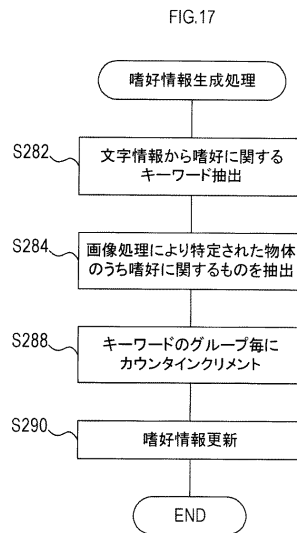 FIG.17
嗜好情報生成処理
S282
文字情報から嗜好に関する
キーワード抽出
S284
画像処理により特定された物体
のうち嗜好に関するものを抽出
S288
キーワードのグループ毎に
カウンタインクリメント
S290
嗜好情報更新
END